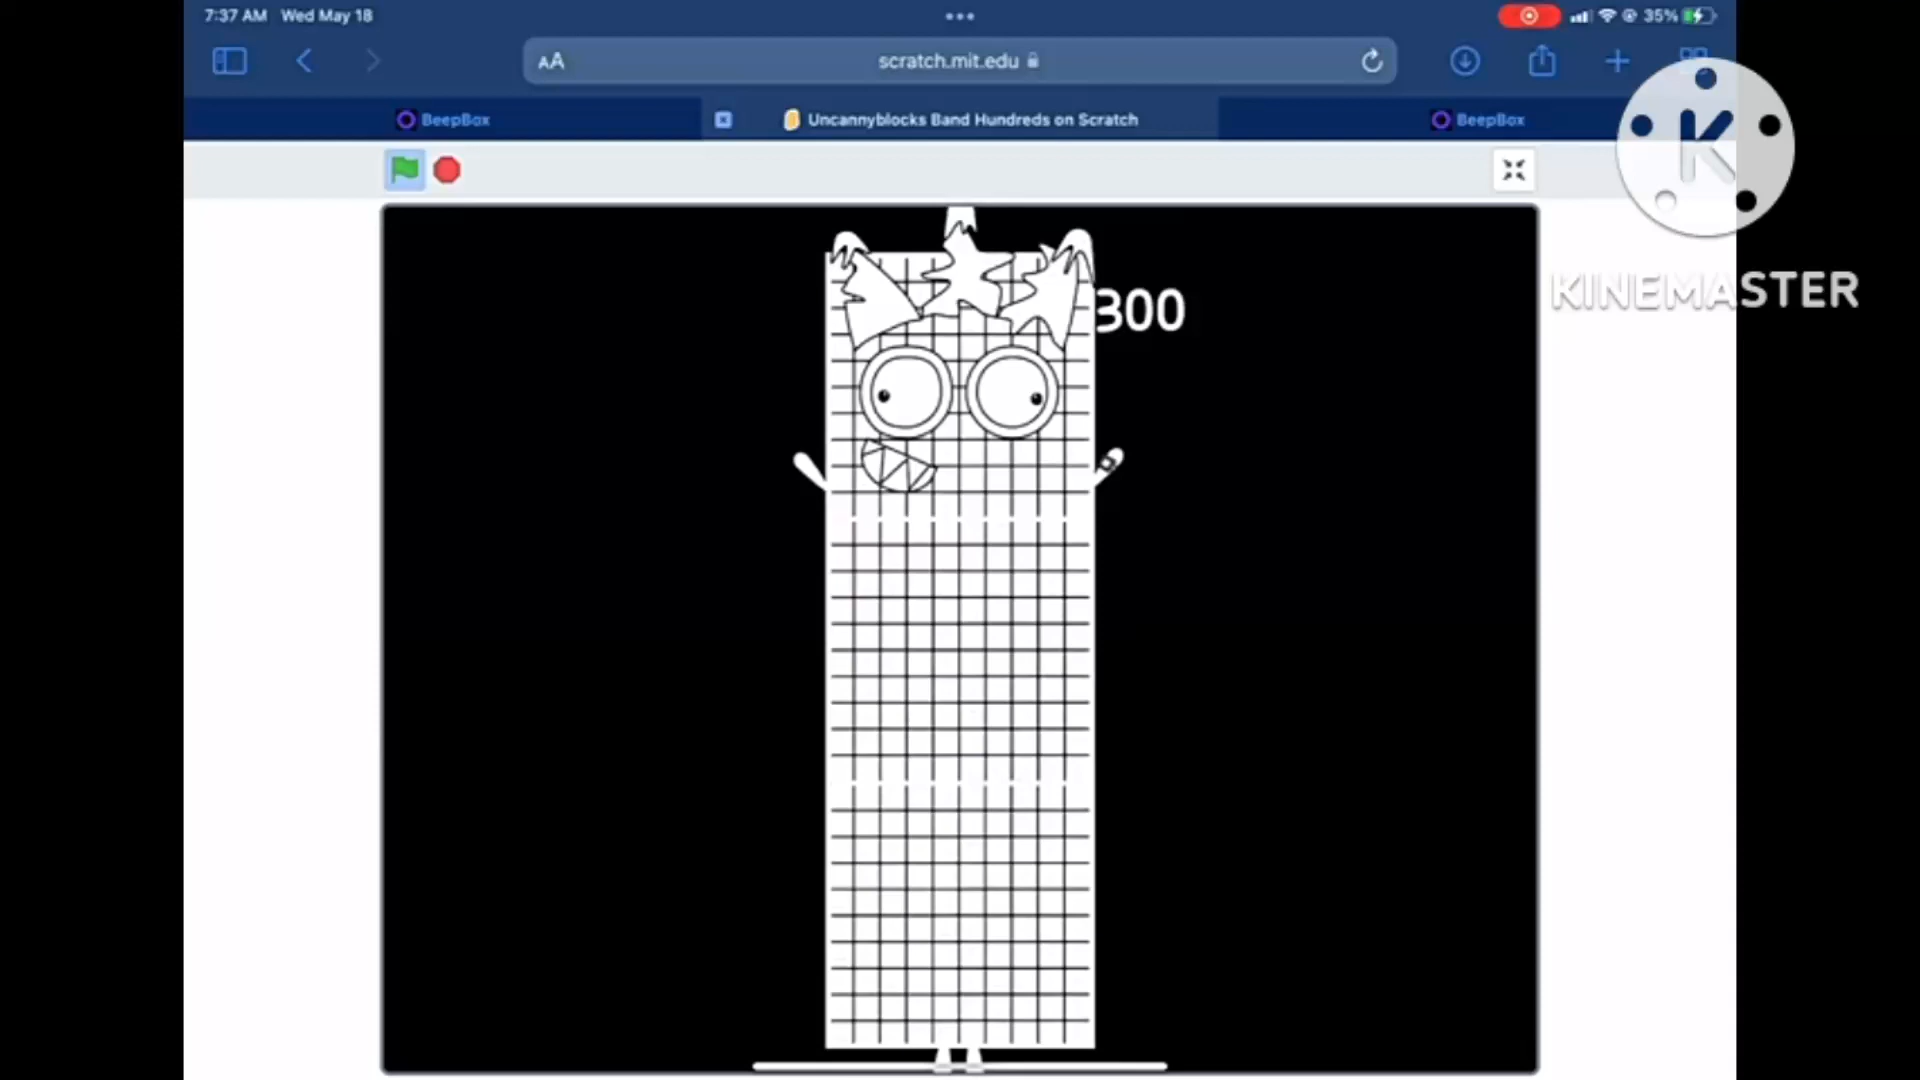 7:37 AM Wed May 18
35%
AA
scratch.mit.edu
BeepBox
Uncannyblocks Band Hundreds on Scratch
BeepBox
K
KINEMASTER
300